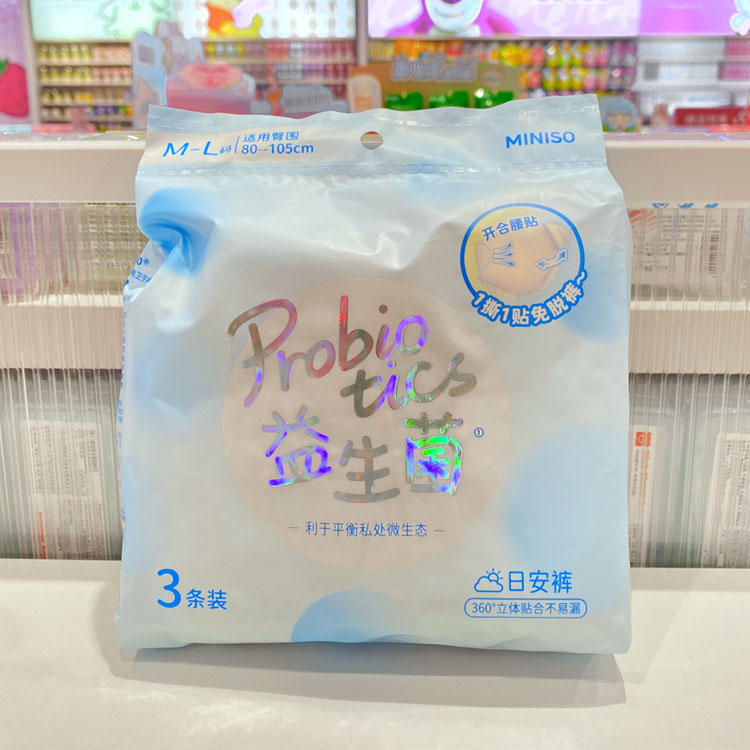 M-L码 适用臀围
80--105cm
MINISO
开合腰贴
1撕1贴免脱裤~
Probio
tics
益生菌①
— 利于平衡私处微生态 —
3条装
日安裤
360°立体贴合不易漏